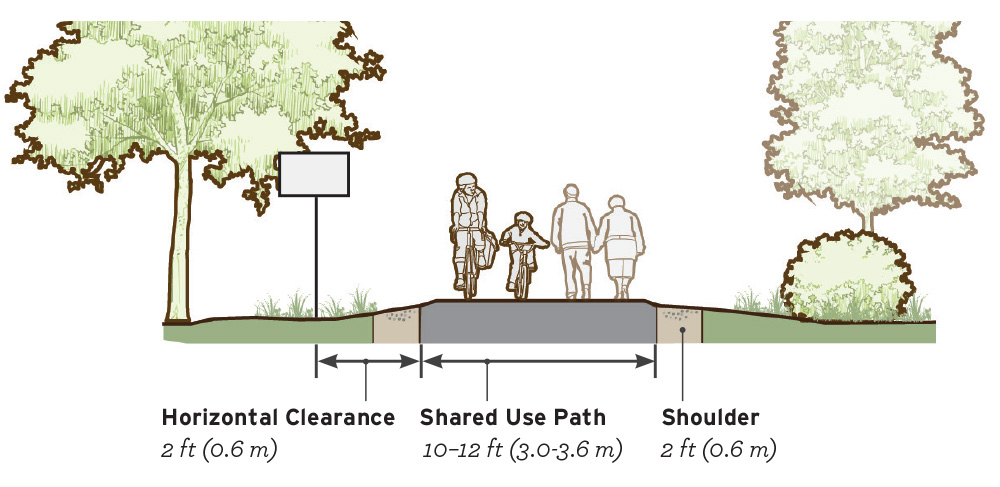 Horizontal Clearance
2 ft (0.6 m)
Shared Use Path
10–12 ft (3.0-3.6 m)
Shoulder
2 ft (0.6 m)